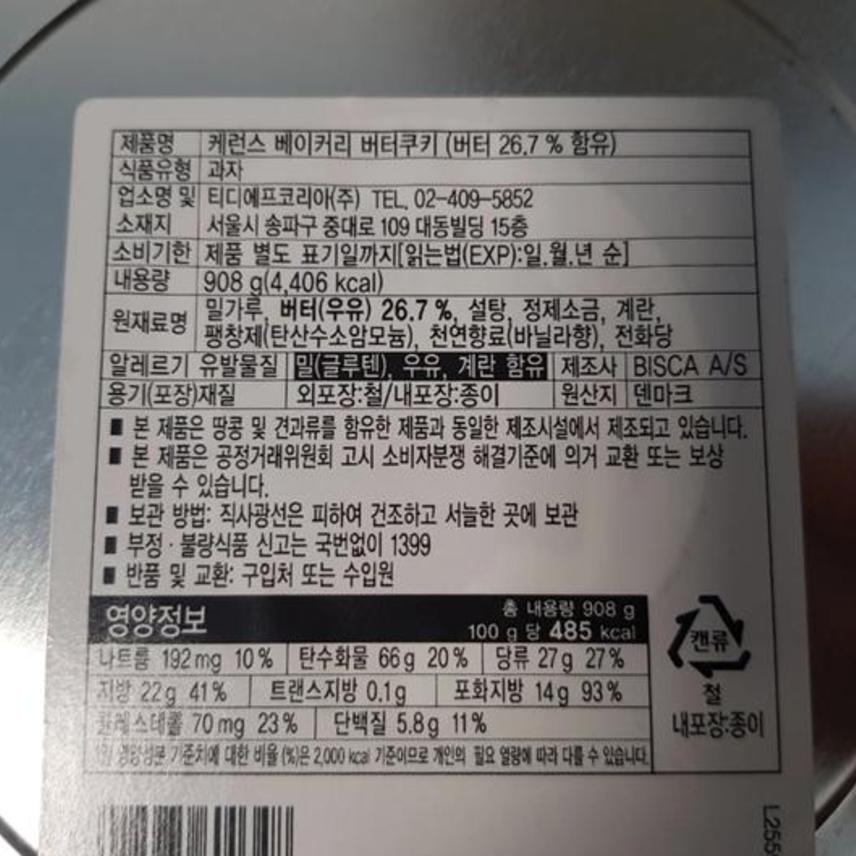 제품명 케런스 베이커리 버터쿠키 (버터 26.7 % 함유)
식품유형 과자
업소명 및 소재지 티디에프코리아(주) TEL. 02-409-5852
서울시 송파구 중대로 109 대동빌딩 15층
소비기한 제품 별도 표기일까지[읽는법(EXP):일.월.년 순]
내용량 908 g(4,406 kcal)
원재료명 밀가루, 버터(우유) 26.7 %, 설탕, 정제소금, 계란,
팽창제(탄산수소암모늄), 천연향료(바닐라향), 전화당
알레르기 유발물질 밀(글루텐), 우유, 계란 함유 제조사 BISCA A/S
용기(포장)재질 외포장:철/내포장:종이 원산지 덴마크
■ 본 제품은 땅콩 및 견과류를 함유한 제품과 동일한 제조시설에서 제조되고 있습니다.
■ 본 제품은 공정거래위원회 고시 소비자분쟁 해결기준에 의거 교환 또는 보상
받을 수 있습니다.
■ 보관 방법: 직사광선은 피하여 건조하고 서늘한 곳에 보관
■ 부정·불량식품 신고는 국번없이 1399
■ 반품 및 교환: 구입처 또는 수입원
영양정보 총 내용량 908 g
100 g 당 485 kcal
나트륨 192 mg 10 % 탄수화물 66 g 20 % 당류 27 g 27 %
지방 22 g 41 % 트랜스지방 0.1 g 포화지방 14 g 93 %
콜레스테롤 70 mg 23 % 단백질 5.8 g 11 %
1일 영양성분 기준치에 대한 비율(%)은 2,000 kcal 기준이므로 개인의 필요 열량에 따라 다를 수 있습니다.
캔류
철
내포장:종이